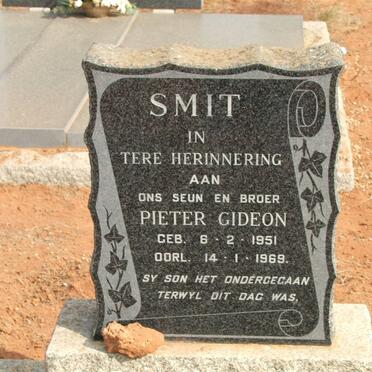 SMIT
IN
TERE HERINNERING
AAN
ONS SEUN EN BROER
PIETER GIDEON
GEB. 6 - 2 - 1951
OORL. 14 - 1 - 1969.
SY SON HET ONDERGEGAAN
TERWYL DIT DAG WAS.